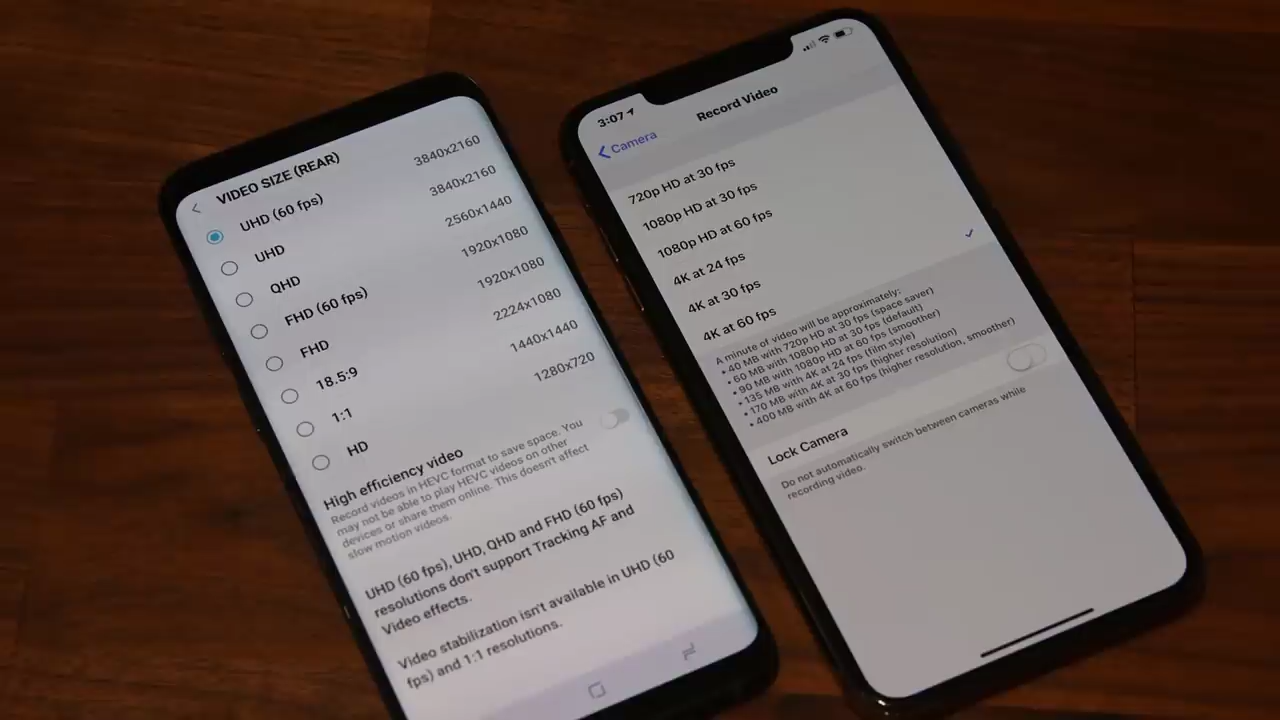 VIDEO SIZE (REAR)
UHD (60 fps) 3840x2160
UHD 3840x2160
QHD 2560x1440
FHD (60 fps) 1920x1080
FHD 1920x1080
18.5:9 2224x1080
1:1 1440x1440
HD 1280x720
High efficiency video
Record videos in HEVC format to save space. You
may not be able to play HEVC videos on other
devices or share them online. This doesn't affect
slow motion videos.
UHD (60 fps), UHD, QHD and FHD (60 fps)
resolutions don't support Tracking AF and
Video effects.
Video stabilization isn't available in UHD (60
fps) and 1:1 resolutions.
3:07
Camera
Record Video
720p HD at 30 fps
1080p HD at 30 fps
1080p HD at 60 fps
4K at 24 fps
4K at 30 fps
4K at 60 fps
A minute of video will be approximately:
• 40 MB with 720p HD at 30 fps (space saver)
• 60 MB with 1080p HD at 30 fps (default)
• 90 MB with 1080p HD at 60 fps (smoother)
• 135 MB with 4K at 24 fps (film style)
• 170 MB with 4K at 30 fps (higher resolution)
• 400 MB with 4K at 60 fps (higher resolution, smoother)
Lock Camera
Do not automatically switch between cameras while
recording video.